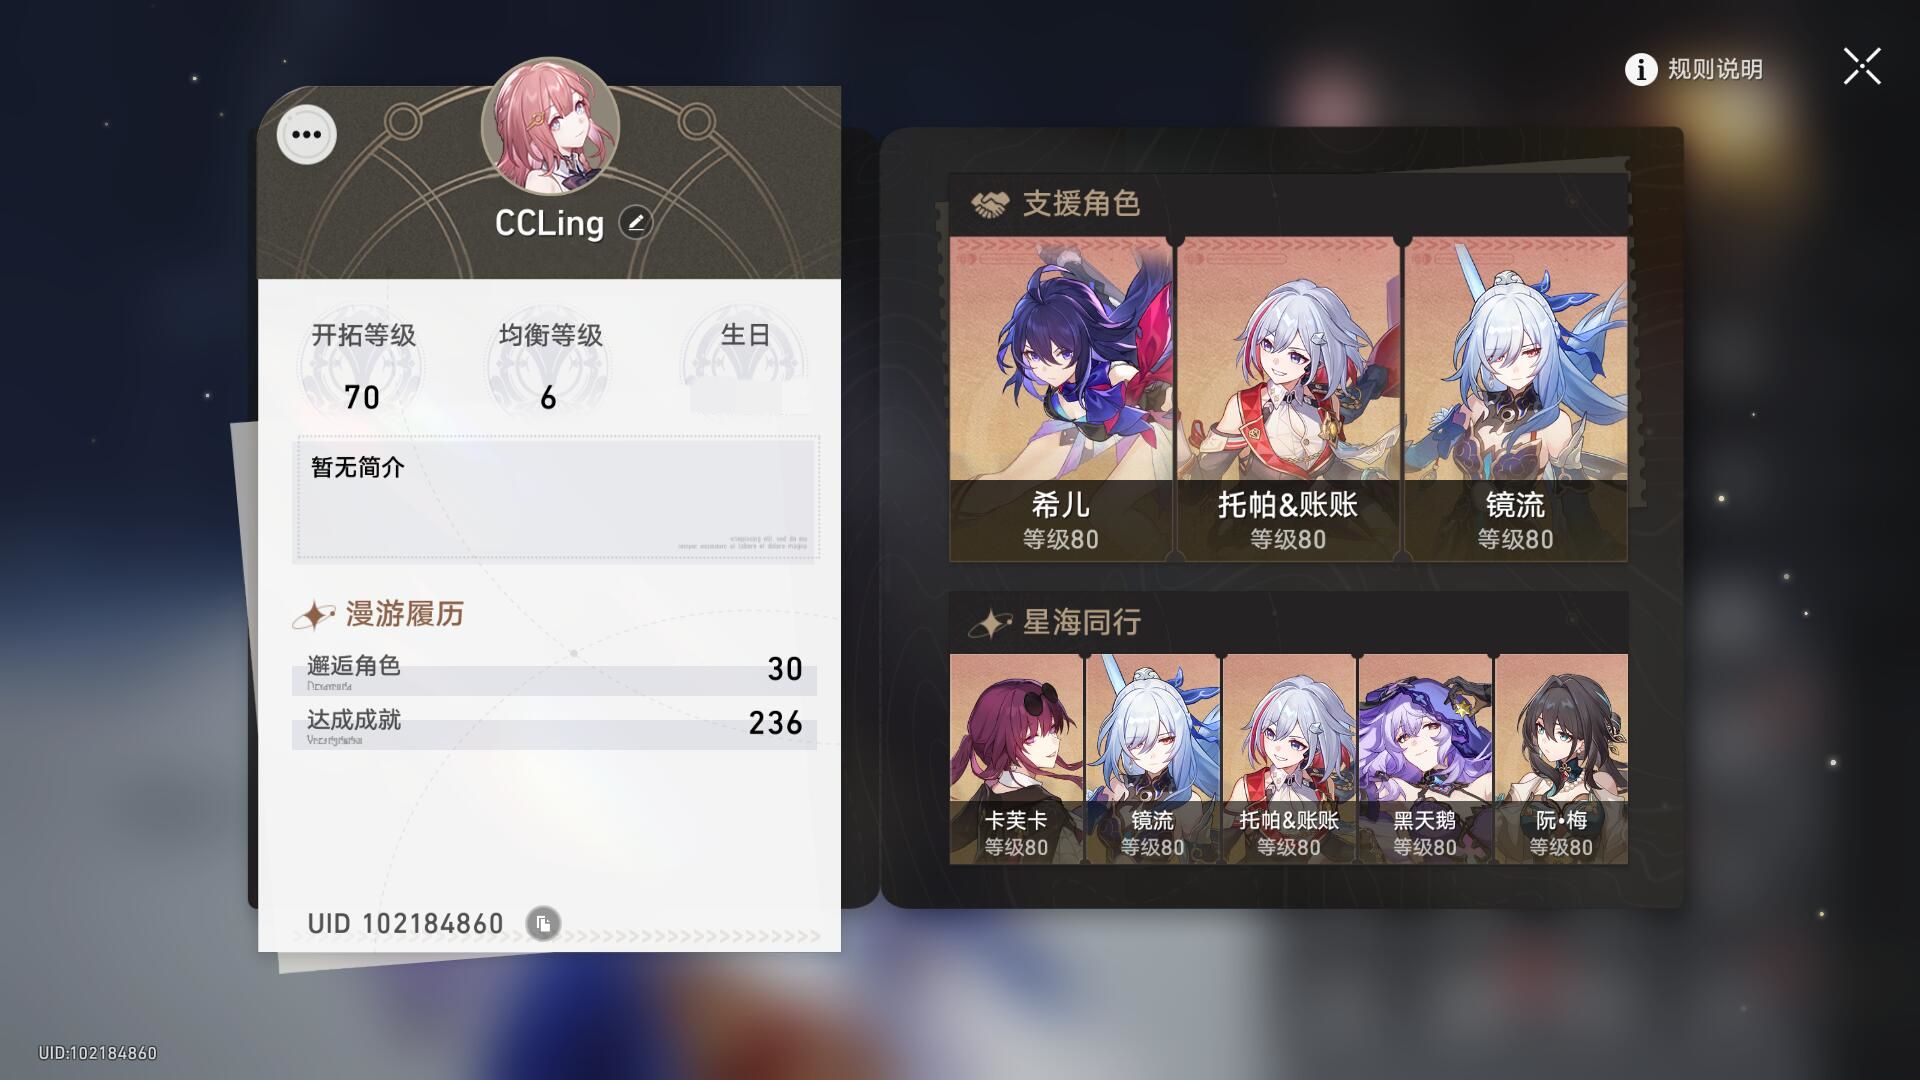 规则说明
CCLing
开拓等级
70
均衡等级
6
生日
暂无简介
漫游履历
邂逅角色
30
达成成就
236
UID 102184860
支援角色
希儿
等级80
托帕&账账
等级80
镜流
等级80
星海同行
卡芙卡
等级80
镜流
等级80
托帕&账账
等级80
黑天鹅
等级80
阮•梅
等级80
UID:102184860